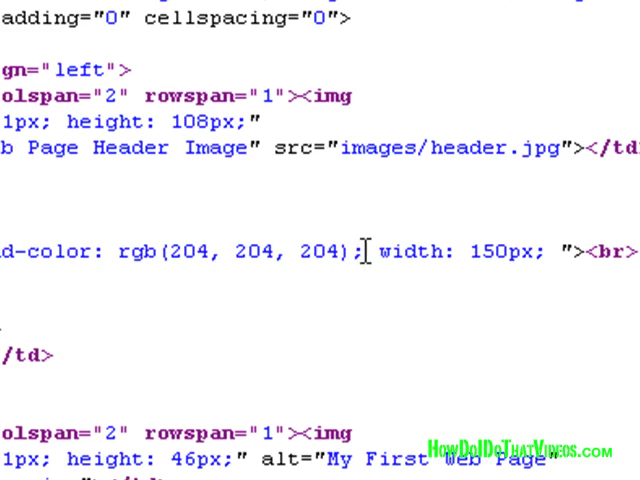 adding="0" cellspacing="0">
gn="left">
olspan="2" rowspan="1"><img
1px; height: 108px;"
b Page Header Image" src="images/header.jpg"></td
d-color: rgb(204, 204, 204); width: 150px; "><br>
/td>
olspan="2" rowspan="1"><img
1px; height: 46px;" alt="My First Web Page"
HowDoIDoThatVideos.com